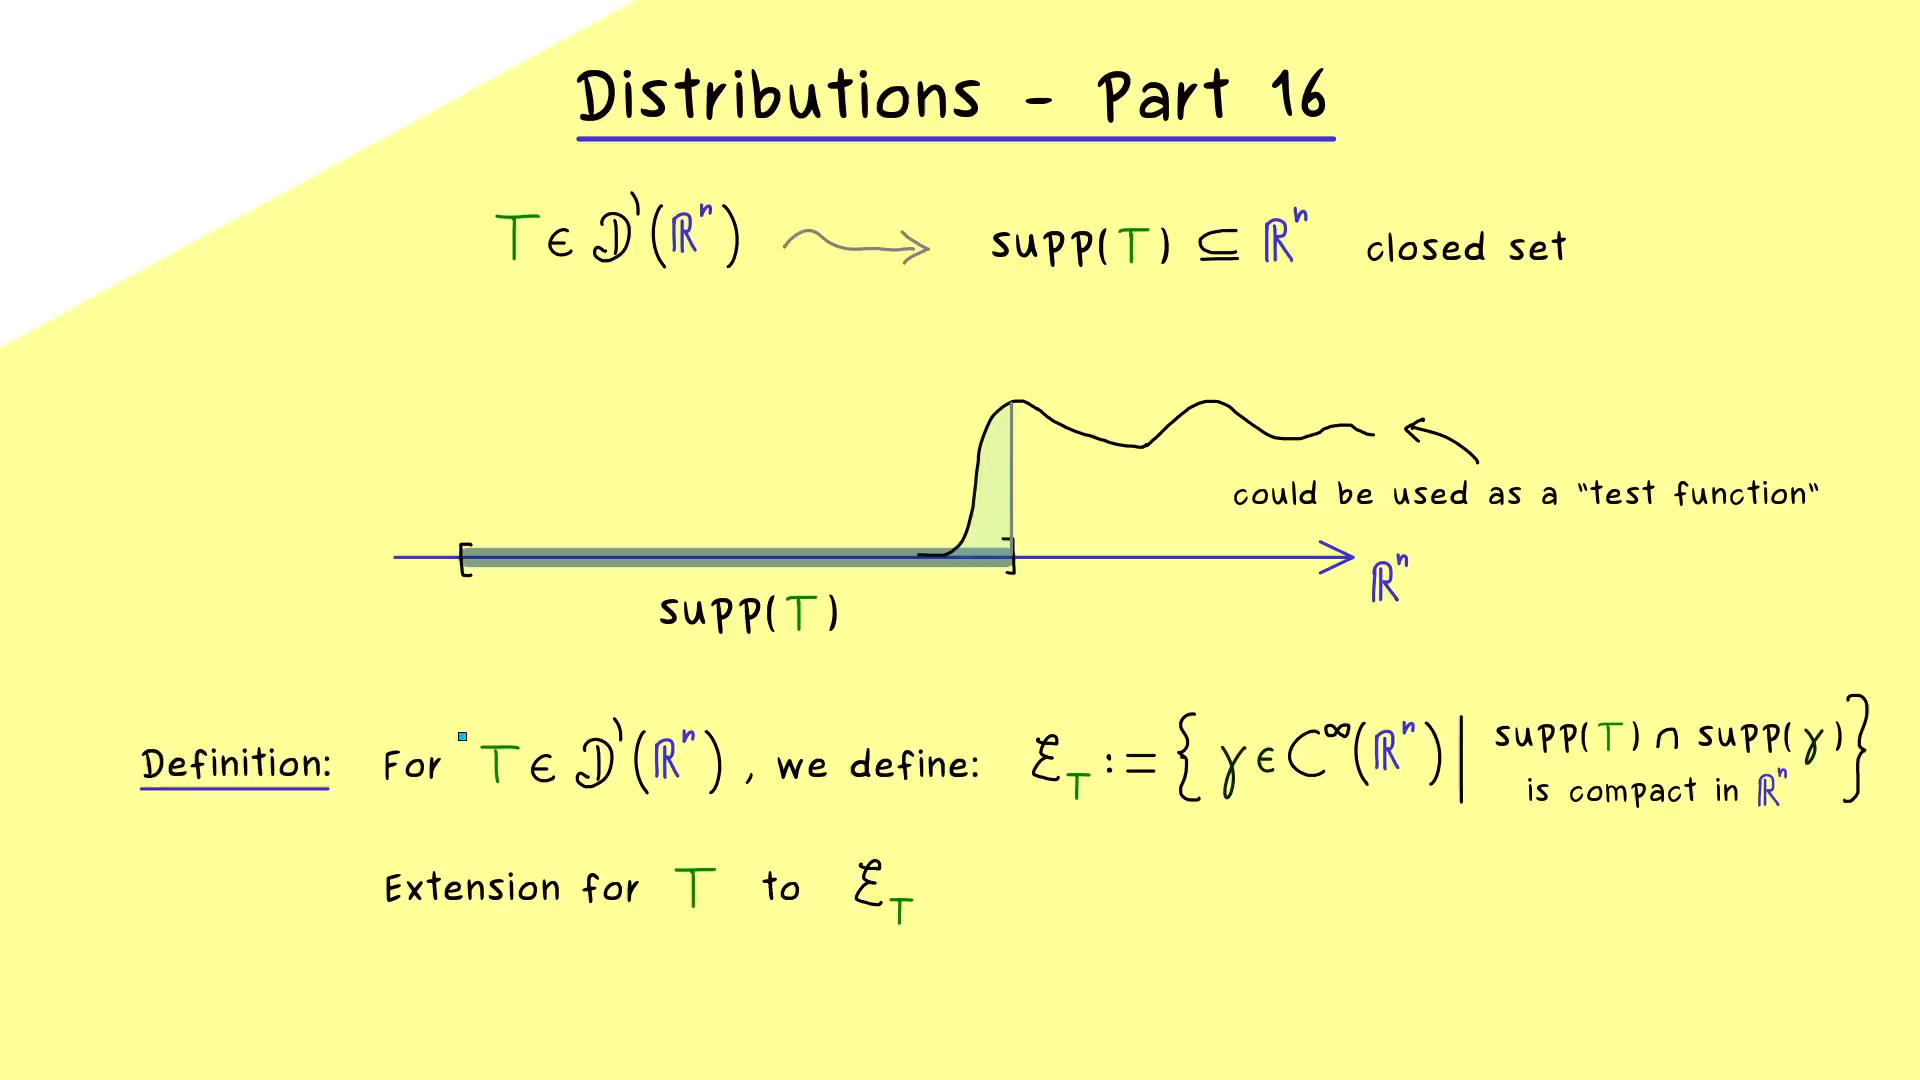 Distributions - Part 16
T ∈ 𝒟'(ℝⁿ) ⟿ supp(T) ⊆ ℝⁿ closed set
could be used as a "test function"
[ ] ℝⁿ
supp(T)
Definition: For T ∈ 𝒟'(ℝⁿ), we define: ℰ_T := { γ ∈ C^∞(ℝⁿ) | supp(T) ∩ supp(γ) }
is compact in ℝⁿ
Extension for T to ℰ_T